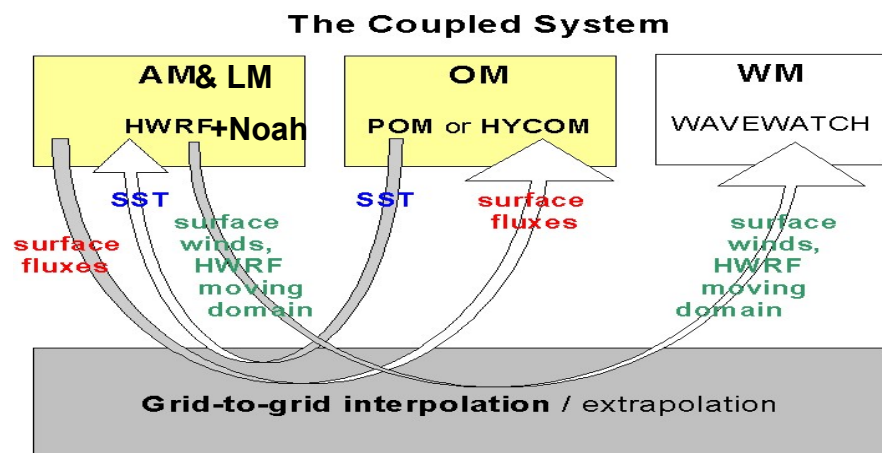 The Coupled System
AM& LM
HWRF+Noah
OM
POM or HYCOM
WM
WAVEWATCH
SST
SST
surface
fluxes
surface
winds,
HWRF
moving
domain
surface
fluxes
surface
winds,
HWRF
moving
domain
Grid-to-grid interpolation / extrapolation